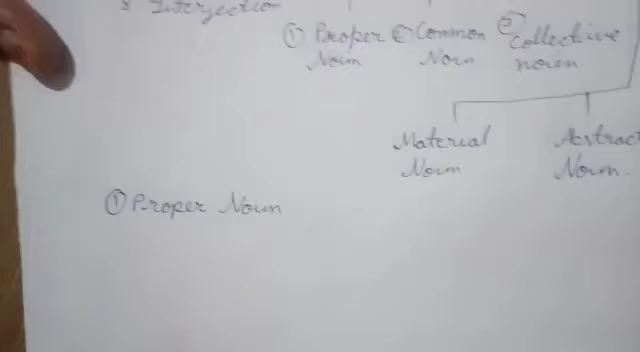 8 Interjection
① Proper ② Common ③ Collective
Noun Noun noun
Material Abstract
Noun Noun.
① Proper Noun